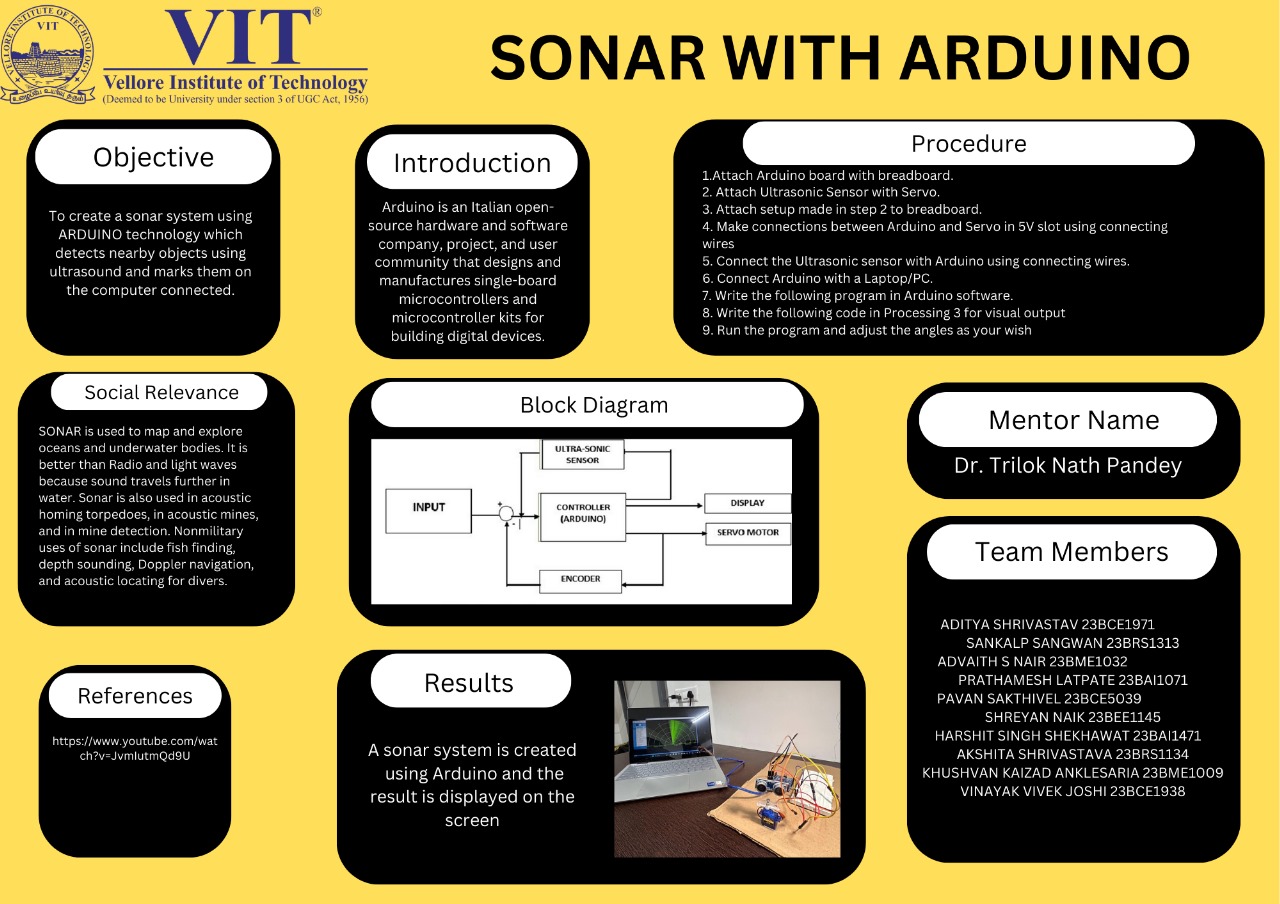 VIT
VELLORE INSTITUTE OF TECHNOLOGY
VIT®
Vellore Institute of Technology
(Deemed to be University under section 3 of UGC Act, 1956)
SONAR WITH ARDUINO
Objective
To create a sonar system using
ARDUINO technology which
detects nearby objects using
ultrasound and marks them on
the computer connected.
Introduction
Arduino is an Italian open-
source hardware and software
company, project, and user
community that designs and
manufactures single-board
microcontrollers and
microcontroller kits for
building digital devices.
Procedure
1.Attach Arduino board with breadboard.
2. Attach Ultrasonic Sensor with Servo.
3. Attach setup made in step 2 to breadboard.
4. Make connections between Arduino and Servo in 5V slot using connecting
wires
5. Connect the Ultrasonic sensor with Arduino using connecting wires.
6. Connect Arduino with a Laptop/PC.
7. Write the following program in Arduino software.
8. Write the following code in Processing 3 for visual output
9. Run the program and adjust the angles as your wish
Social Relevance
SONAR is used to map and explore
oceans and underwater bodies. It is
better than Radio and light waves
because sound travels further in
water. Sonar is also used in acoustic
homing torpedoes, in acoustic mines,
and in mine detection. Nonmilitary
uses of sonar include fish finding,
depth sounding, Doppler navigation,
and acoustic locating for divers.
Block Diagram
ULTRA-SONIC
SENSOR
INPUT
+
-
CONTROLLER
(ARDUINO)
DISPLAY
SERVO MOTOR
ENCODER
Mentor Name
Dr. Trilok Nath Pandey
Team Members
ADITYA SHRIVASTAV 23BCE1971
SANKALP SANGWAN 23BRS1313
ADVAITH S NAIR 23BME1032
PRATHAMESH LATPATE 23BAI1071
PAVAN SAKTHIVEL 23BCE5039
SHREYAN NAIK 23BEE1145
HARSHIT SINGH SHEKHAWAT 23BAI1471
AKSHITA SHRIVASTAVA 23BRS1134
KHUSHVAN KAIZAD ANKLESARIA 23BME1009
VINAYAK VIVEK JOSHI 23BCE1938
References
https://www.youtube.com/wat
ch?v=JvmIutmQd9U
Results
A sonar system is created
using Arduino and the
result is displayed on the
screen